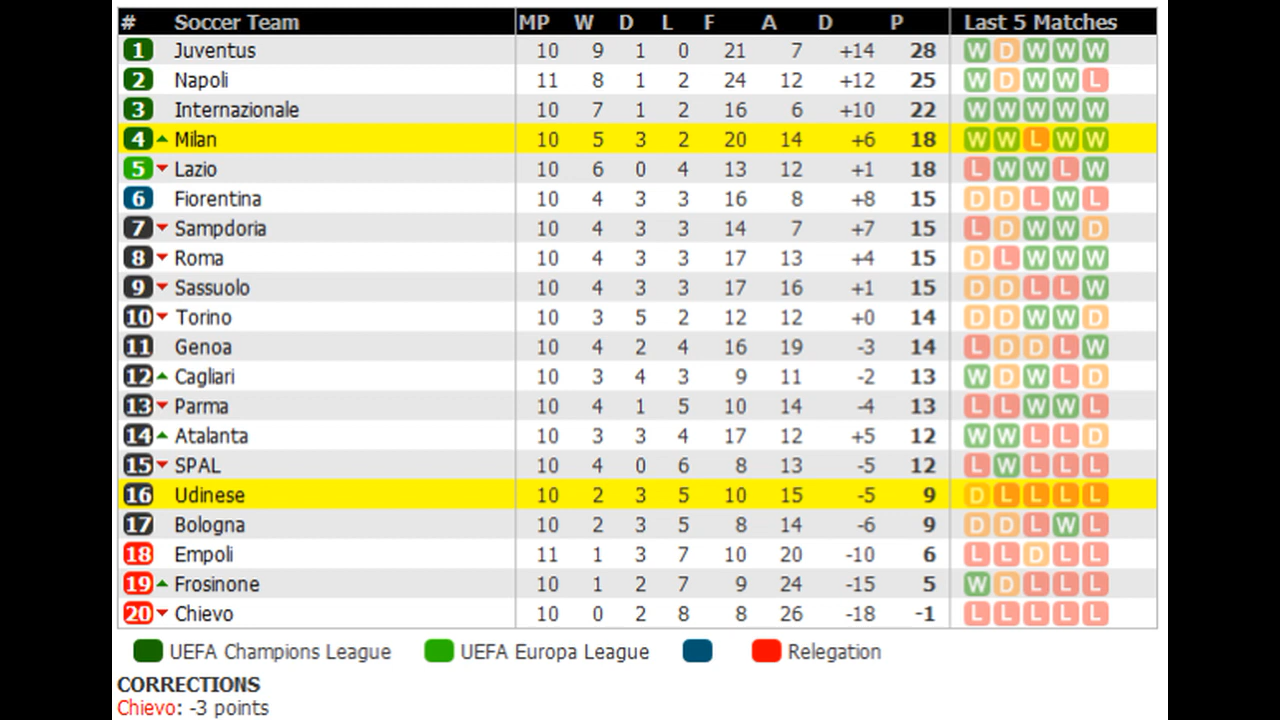 # Soccer Team MP W D L F A D P Last 5 Matches
1 Juventus 10 9 1 0 21 7 +14 28 W D W W W
2 Napoli 11 8 1 2 24 12 +12 25 W D W W L
3 Internazionale 10 7 1 2 16 6 +10 22 W W W W W
4 Milan 10 5 3 2 20 14 +6 18 W W L W W
5 Lazio 10 6 0 4 13 12 +1 18 L W W L W
6 Fiorentina 10 4 3 3 16 8 +8 15 D D L W L
7 Sampdoria 10 4 3 3 14 7 +7 15 L D W W D
8 Roma 10 4 3 3 17 13 +4 15 D L W W W
9 Sassuolo 10 4 3 3 17 16 +1 15 D D L L W
10 Torino 10 3 5 2 12 12 +0 14 D D W W D
11 Genoa 10 4 2 4 16 19 -3 14 L D D L W
12 Cagliari 10 3 4 3 9 11 -2 13 W D W L D
13 Parma 10 4 1 5 10 14 -4 13 L L W W L
14 Atalanta 10 3 3 4 17 12 +5 12 W W L L D
15 SPAL 10 4 0 6 8 13 -5 12 L W L L L
16 Udinese 10 2 3 5 10 15 -5 9 D L L L L
17 Bologna 10 2 3 5 8 14 -6 9 D D L W L
18 Empoli 11 1 3 7 10 20 -10 6 L L D L L
19 Frosinone 10 1 2 7 9 24 -15 5 W D L L L
20 Chievo 10 0 2 8 8 26 -18 -1 L L L L L
UEFA Champions League UEFA Europa League Relegation
CORRECTIONS
Chievo: -3 points